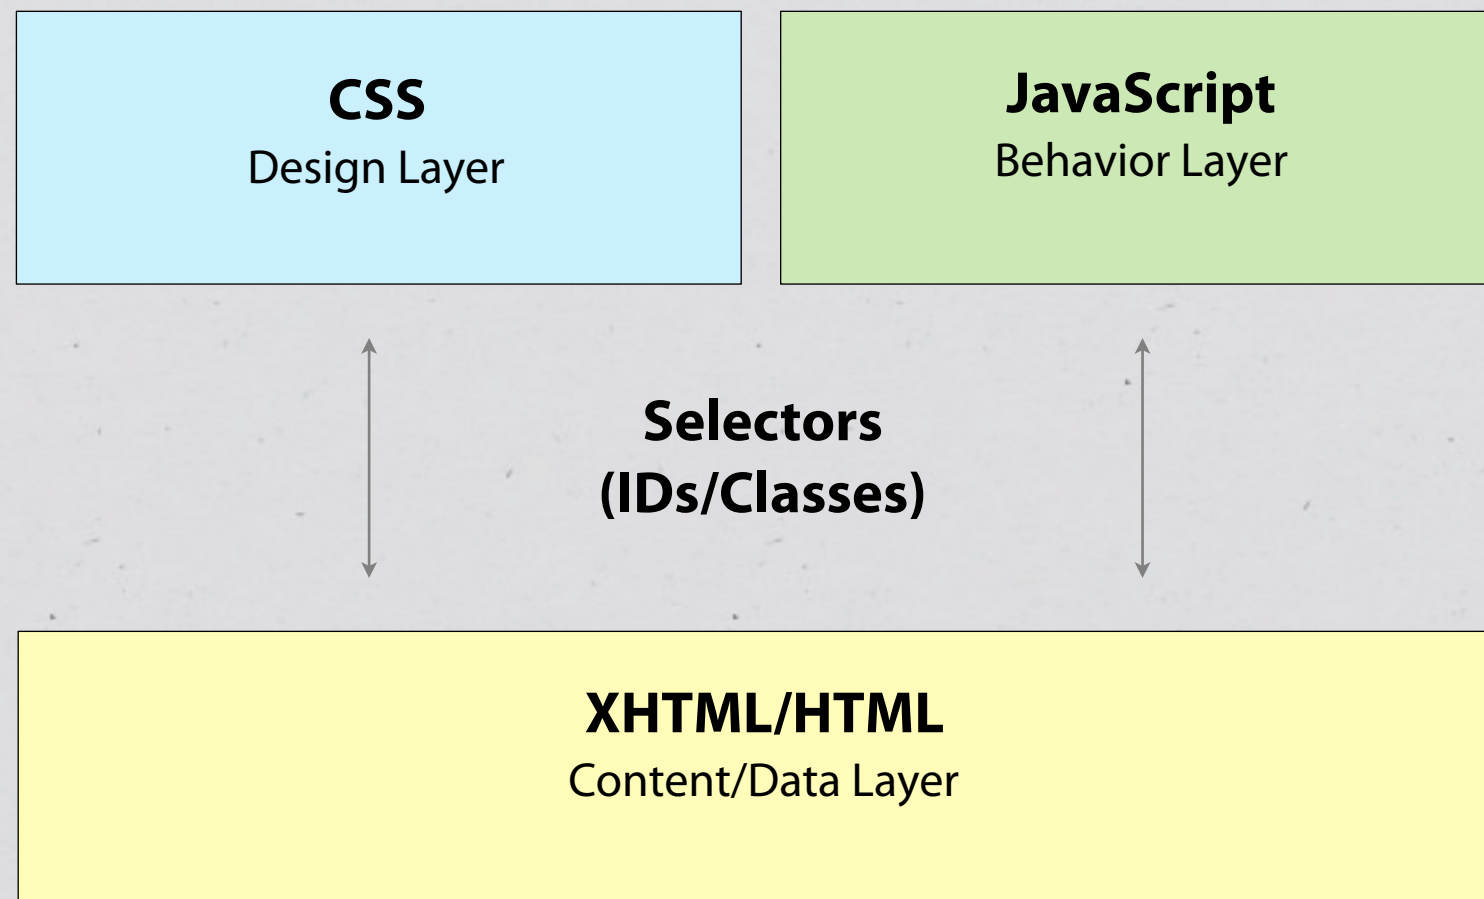 CSS
Design Layer
JavaScript
Behavior Layer
Selectors
(IDs/Classes)
XHTML/HTML
Content/Data Layer